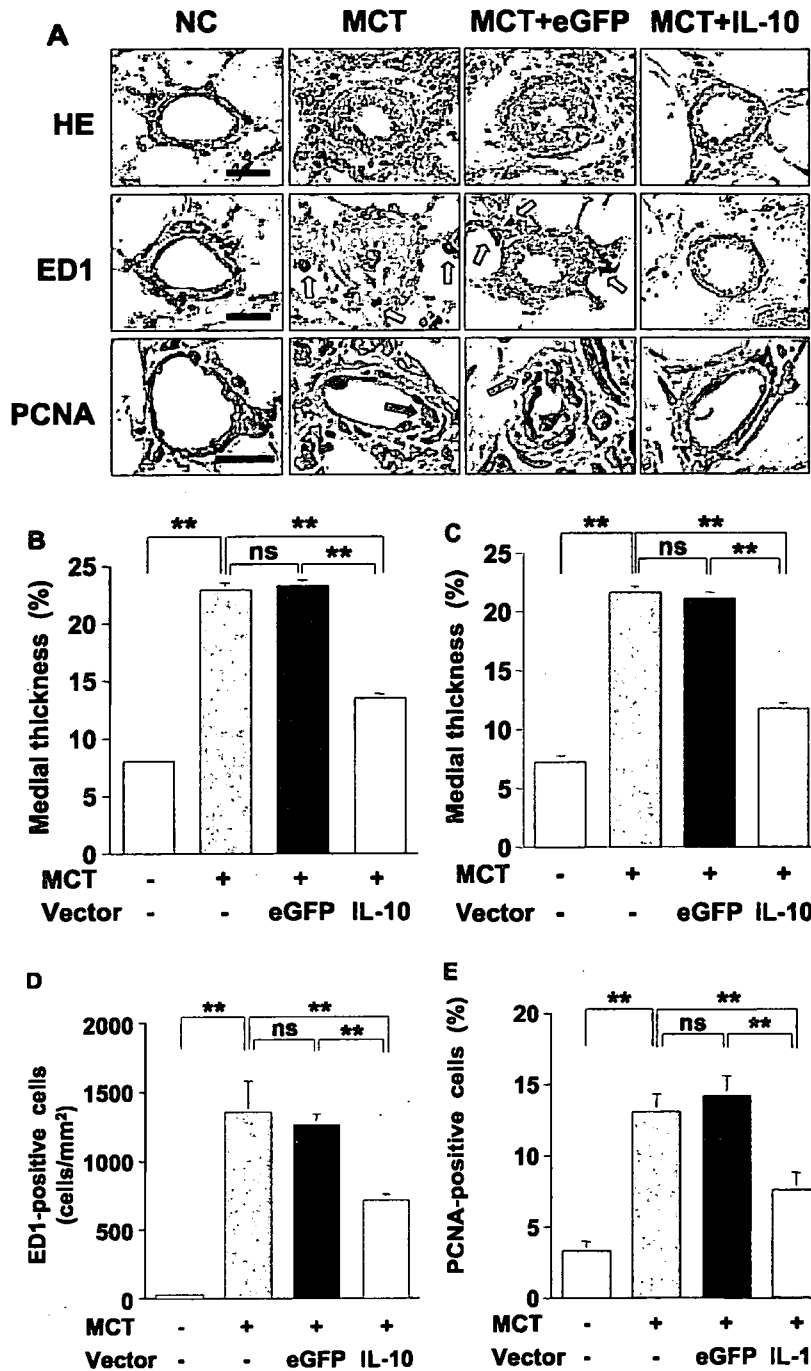 A
NC MCT MCT+eGFP MCT+IL-10
HE
ED1
PCNA
B
Medial thickness (%)
25
20
15
10
5
0
** **
ns **
MCT - + + +
Vector - - eGFP IL-10
C
Medial thickness (%)
25
20
15
10
5
0
** **
ns **
MCT - + + +
Vector - - eGFP IL-10
D
ED1-positive cells
(cells/mm²)
2000
1500
1000
500
0
** **
ns **
MCT - + + +
Vector - - eGFP IL-10
E
PCNA-positive cells (%)
20
15
10
5
0
** **
ns **
MCT - + + +
Vector - - eGFP IL-1